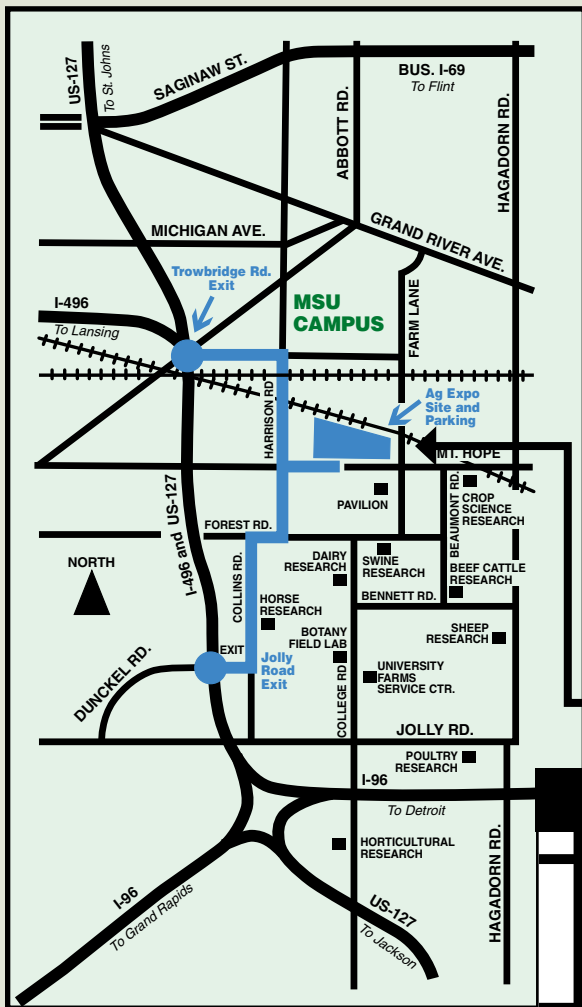 US-127
To St. Johns
SAGINAW ST.
BUS. I-69
To Flint
ABBOTT RD.
HAGADORN RD.
MICHIGAN AVE.
GRAND RIVER AVE.
Trowbridge Rd.
Exit
I-496
To Lansing
MSU
CAMPUS
FARM LANE
HARRISON RD
Ag Expo
Site and
Parking
MT. HOPE
I-496 and US-127
PAVILION
BEAUMONT RD.
CROP
SCIENCE
RESEARCH
FOREST RD.
NORTH
COLLINS RD.
DAIRY
RESEARCH
SWINE
RESEARCH
BEEF CATTLE
RESEARCH
BENNETT RD.
HORSE
RESEARCH
BOTANY
FIELD LAB
SHEEP
RESEARCH
EXIT
Jolly
Road
Exit
DUNCKEL RD.
COLLEGE RD
UNIVERSITY
FARMS
SERVICE CTR.
JOLLY RD.
POULTRY
RESEARCH
I-96
To Detroit
HORTICULTURAL
RESEARCH
HAGADORN RD.
I-96
To Grand Rapids
US-127
To Jackson